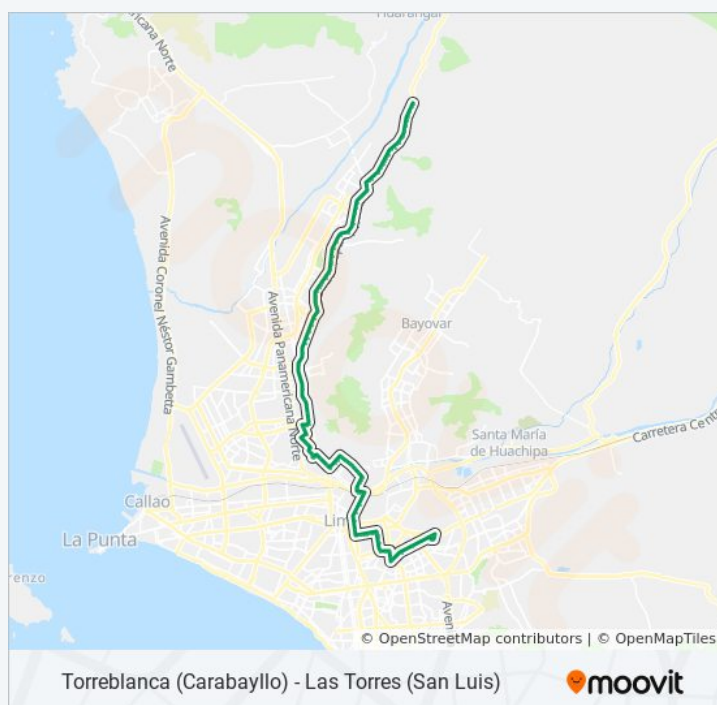 Huarangal
Panamericana Norte
Avenida Coronel Néstor Gambetta
Avenida Panamericana Norte
Bayovar
Santa María
de Huachipa
Carretera Cent
Callao
La Punta
Lim
Aven
© OpenStreetMap contributors | © OpenMapTiles
Torreblanca (Carabayllo) - Las Torres (San Luis)
moovit